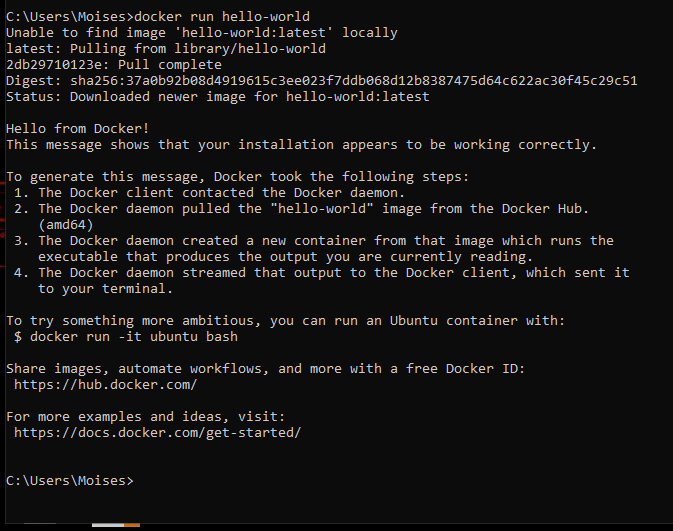 C:\Users\Moises>docker run hello-world
Unable to find image 'hello-world:latest' locally
latest: Pulling from library/hello-world
2db29710123e: Pull complete
Digest: sha256:37a0b92b08d4919615c3ee023f7ddb068d12b8387475d64c622ac30f45c29c51
Status: Downloaded newer image for hello-world:latest

Hello from Docker!
This message shows that your installation appears to be working correctly.

To generate this message, Docker took the following steps:
 1. The Docker client contacted the Docker daemon.
 2. The Docker daemon pulled the "hello-world" image from the Docker Hub.
    (amd64)
 3. The Docker daemon created a new container from that image which runs the
    executable that produces the output you are currently reading.
 4. The Docker daemon streamed that output to the Docker client, which sent it
    to your terminal.

To try something more ambitious, you can run an Ubuntu container with:
 $ docker run -it ubuntu bash

Share images, automate workflows, and more with a free Docker ID:
 https://hub.docker.com/

For more examples and ideas, visit:
 https://docs.docker.com/get-started/

C:\Users\Moises>